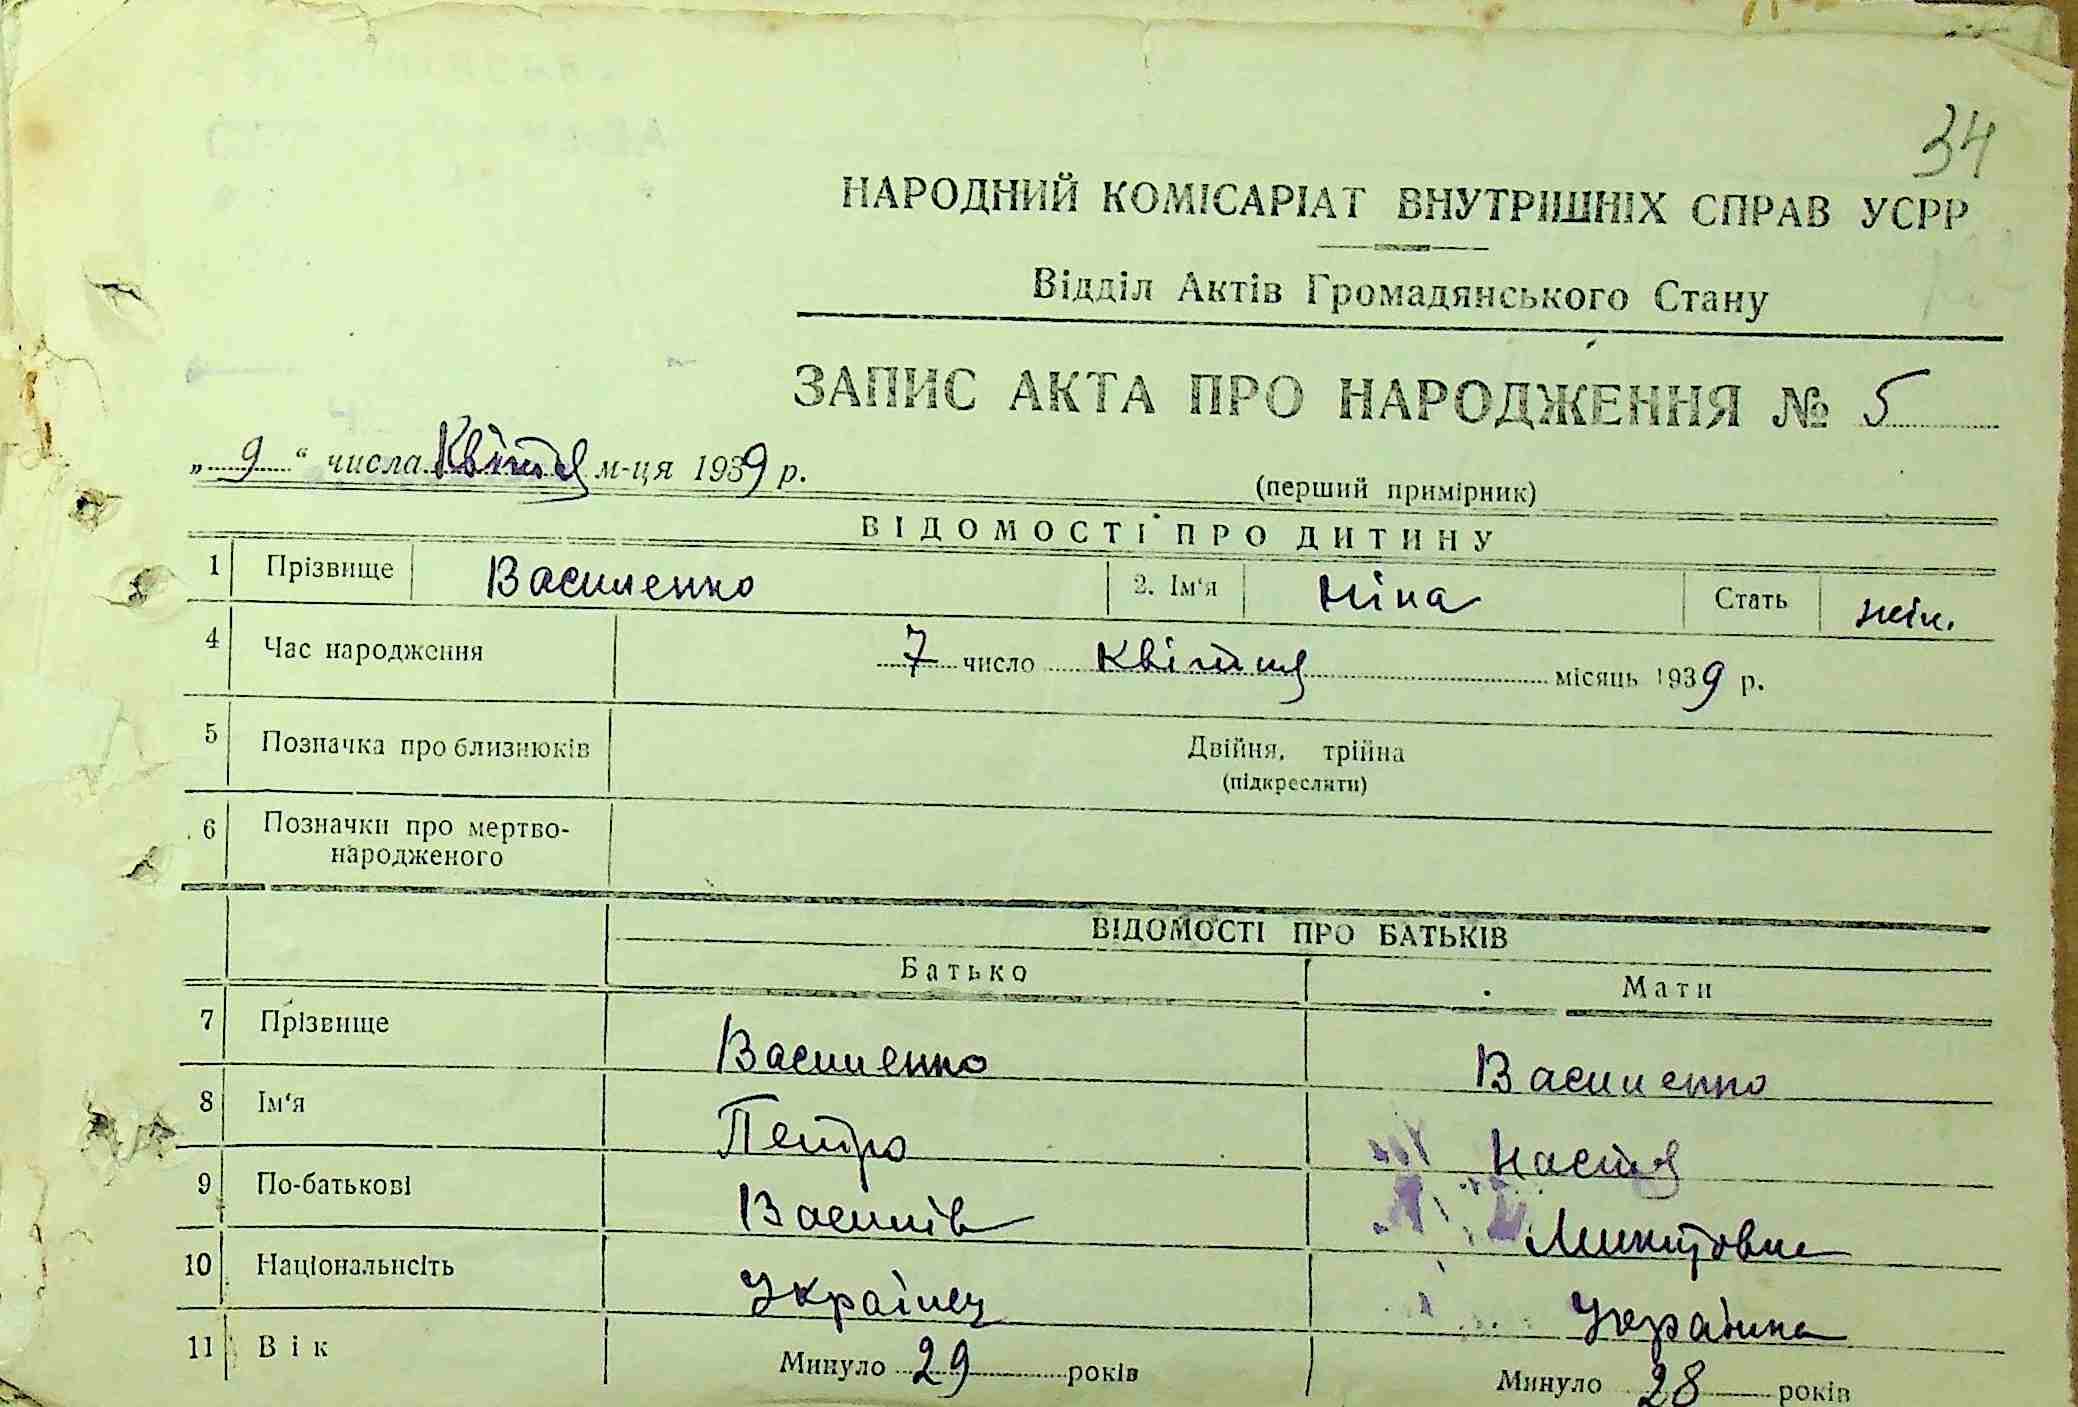 34
НАРОДНИЙ КОМІСАРІАТ ВНУТРІШНІХ СПРАВ УСРР
Відділ Актів Громадянського Стану
ЗАПИС АКТА ПРО НАРОДЖЕННЯ № 5
„ 9 “ числа Квітня м-ця 1939 р.
(перший примірник)
ВІДОМОСТІ ПРО ДИТИНУ
1 Прізвище Василенко 2. Ім‘я Ніна Стать жін.
4 Час народження 7 число Квітня місяць 1939 р.
5 Позначка про близнюків Двійня, трійна
(підкреслити)
6 Позначки про мертво-
народженого
ВІДОМОСТІ ПРО БАТЬКІВ
Батько Мати
7 Прізвище Василенко Василенко
8 Ім‘я Петро Настя
9 По-батькові Василів
10 Національність Українец Українка
11 Вік Минуло 29 років Минуло 28 років